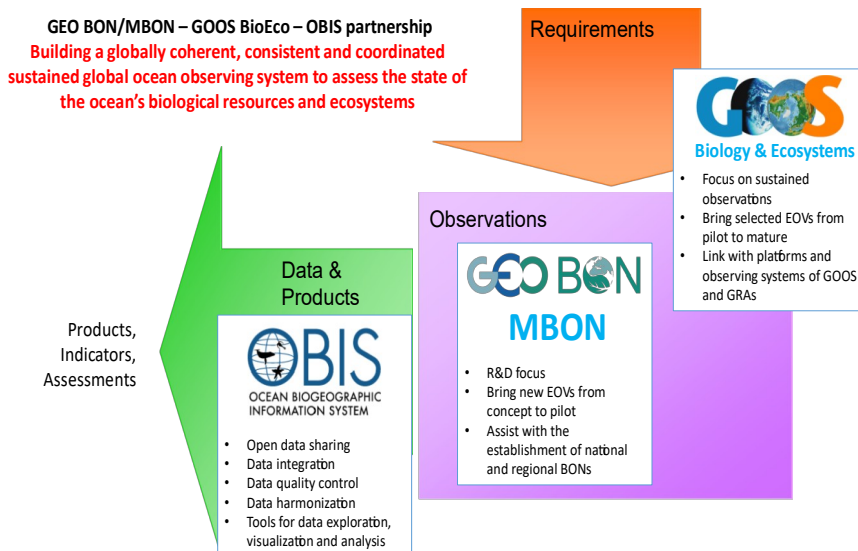 GEO BON/MBON – GOOS BioEco – OBIS partnership
Building a globally coherent, consistent and coordinated
sustained global ocean observing system to assess the state of
the ocean's biological resources and ecosystems
Requirements
GOOS
Biology & Ecosystems
• Focus on sustained
observations
• Bring selected EOVs from
pilot to mature
• Link with platforms and
observing systems of GOOS
and GRAs
Observations
GEO BON
MBON
• R&D focus
• Bring new EOVs from
concept to pilot
• Assist with the
establishment of national
and regional BONs
Data &
Products
OBIS
OCEAN BIOGEOGRAPHIC
INFORMATION SYSTEM
• Open data sharing
• Data integration
• Data quality control
• Data harmonization
• Tools for data exploration,
visualization and analysis
Products,
Indicators,
Assessments